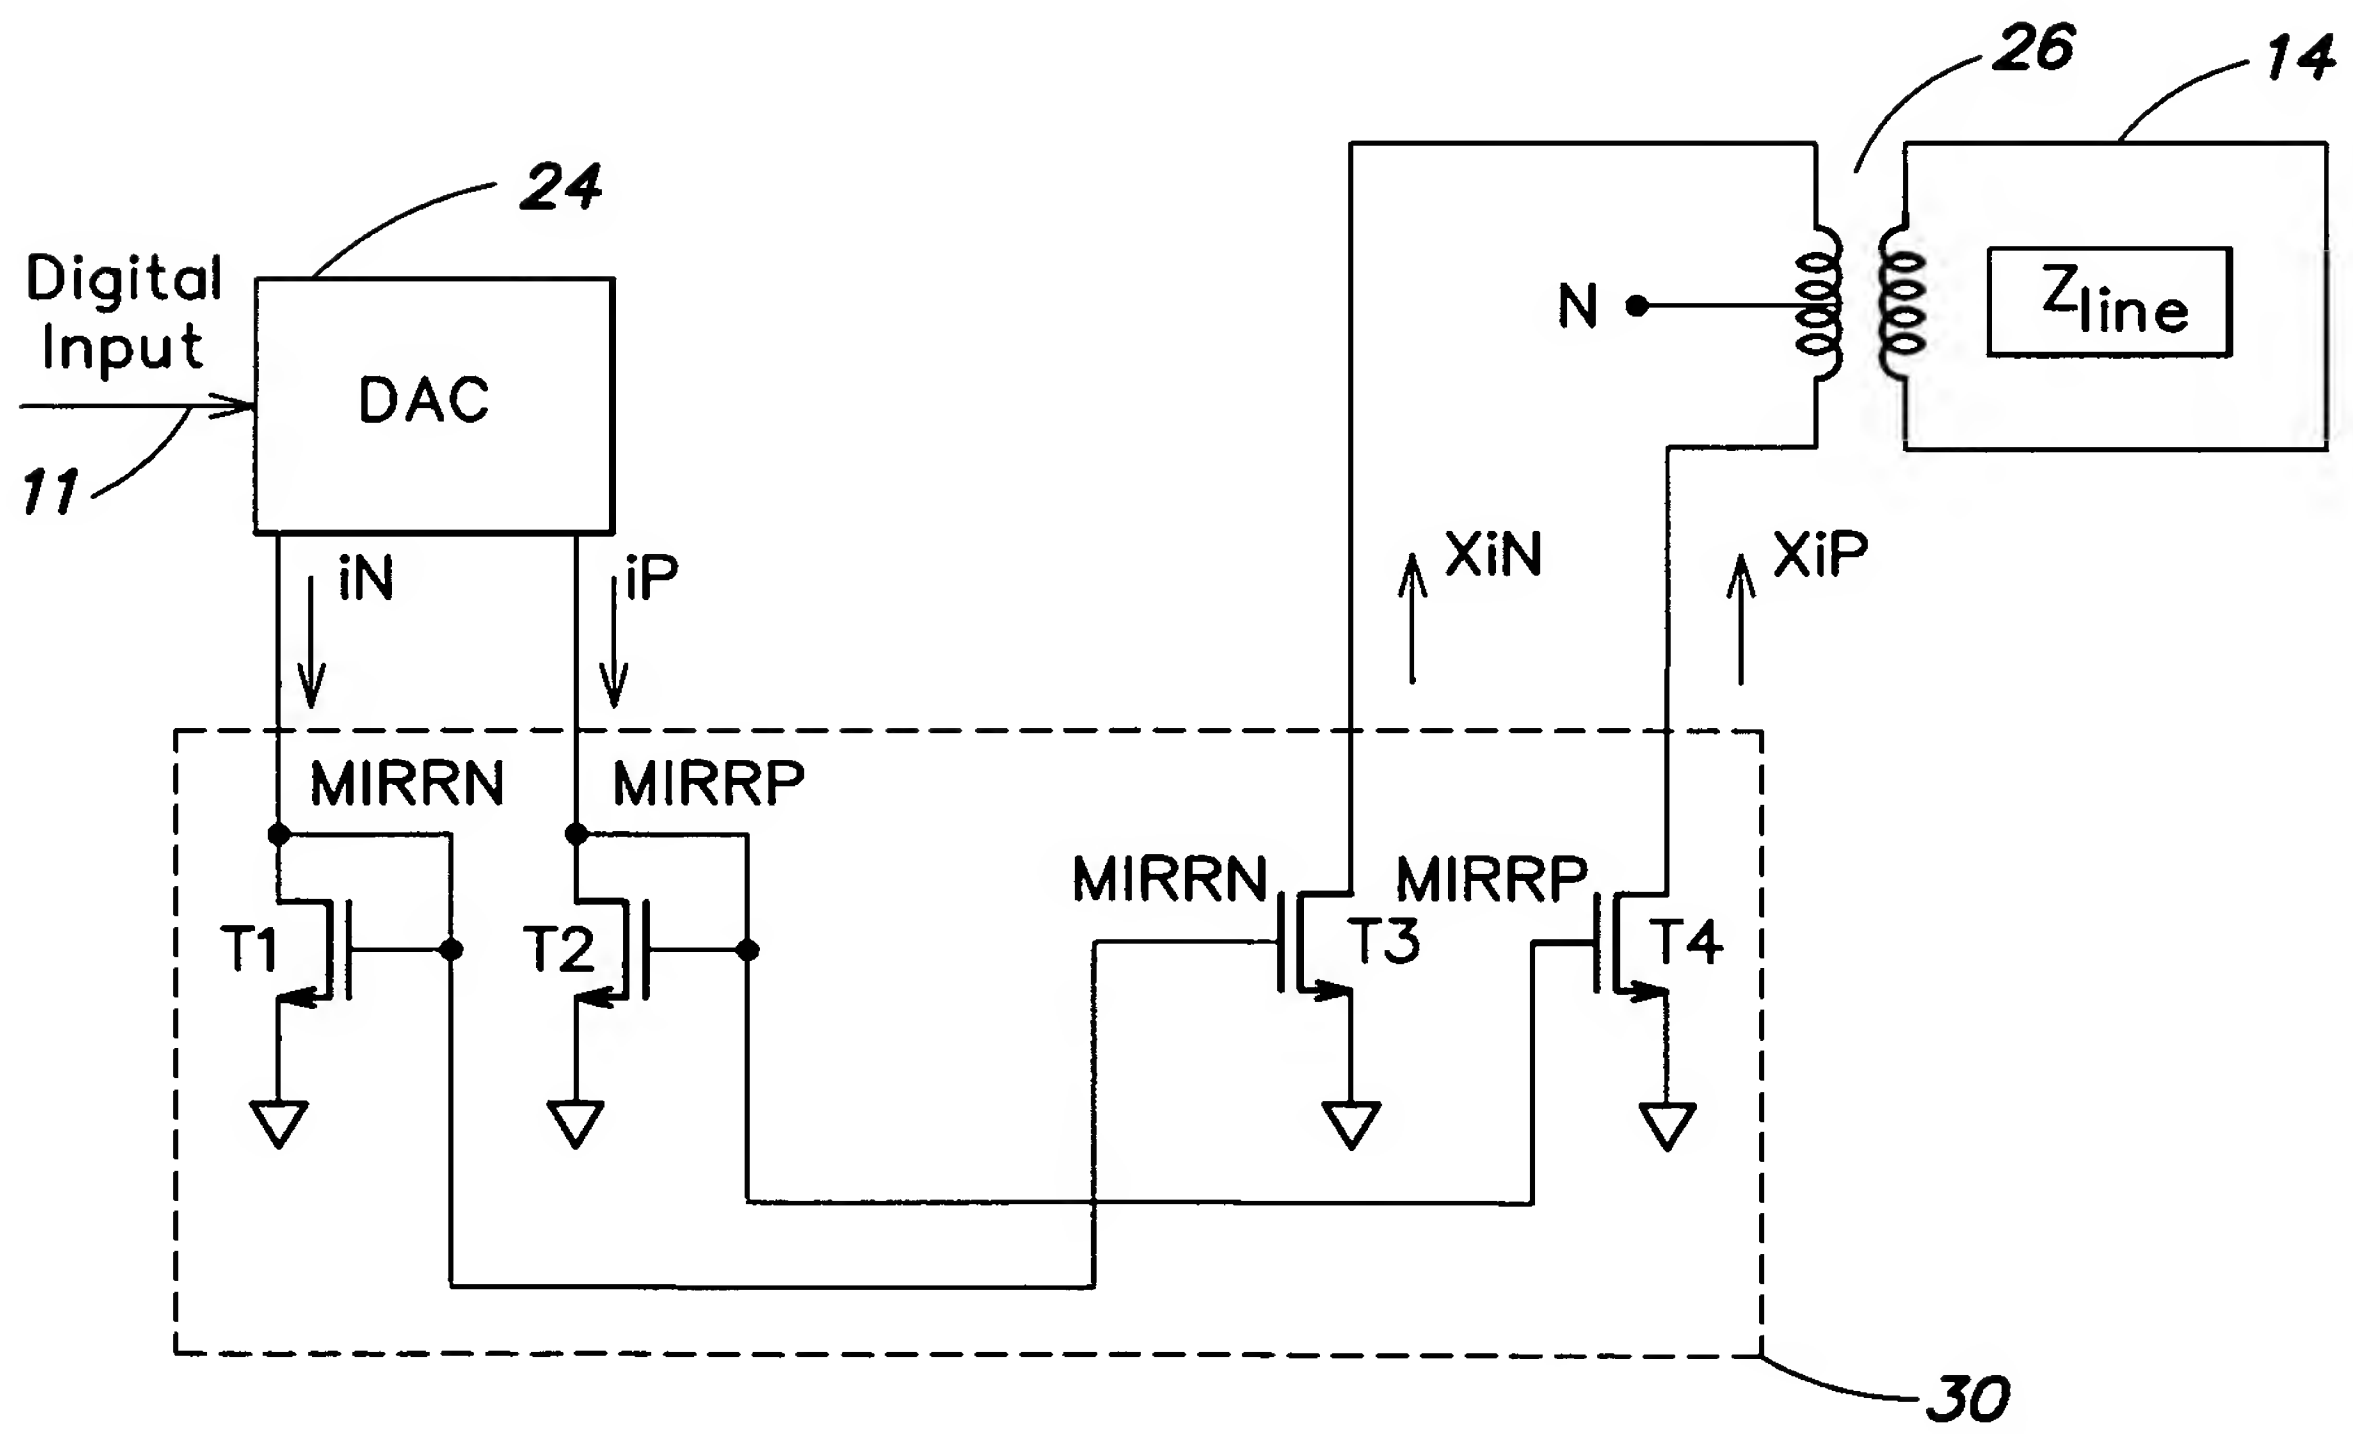 26
14
24
Digital
Input
DAC
11
N
Zline
iN
iP
XiN
XiP
MIRRN
MIRRP
MIRRN
MIRRP
T1
T2
T3
T4
30